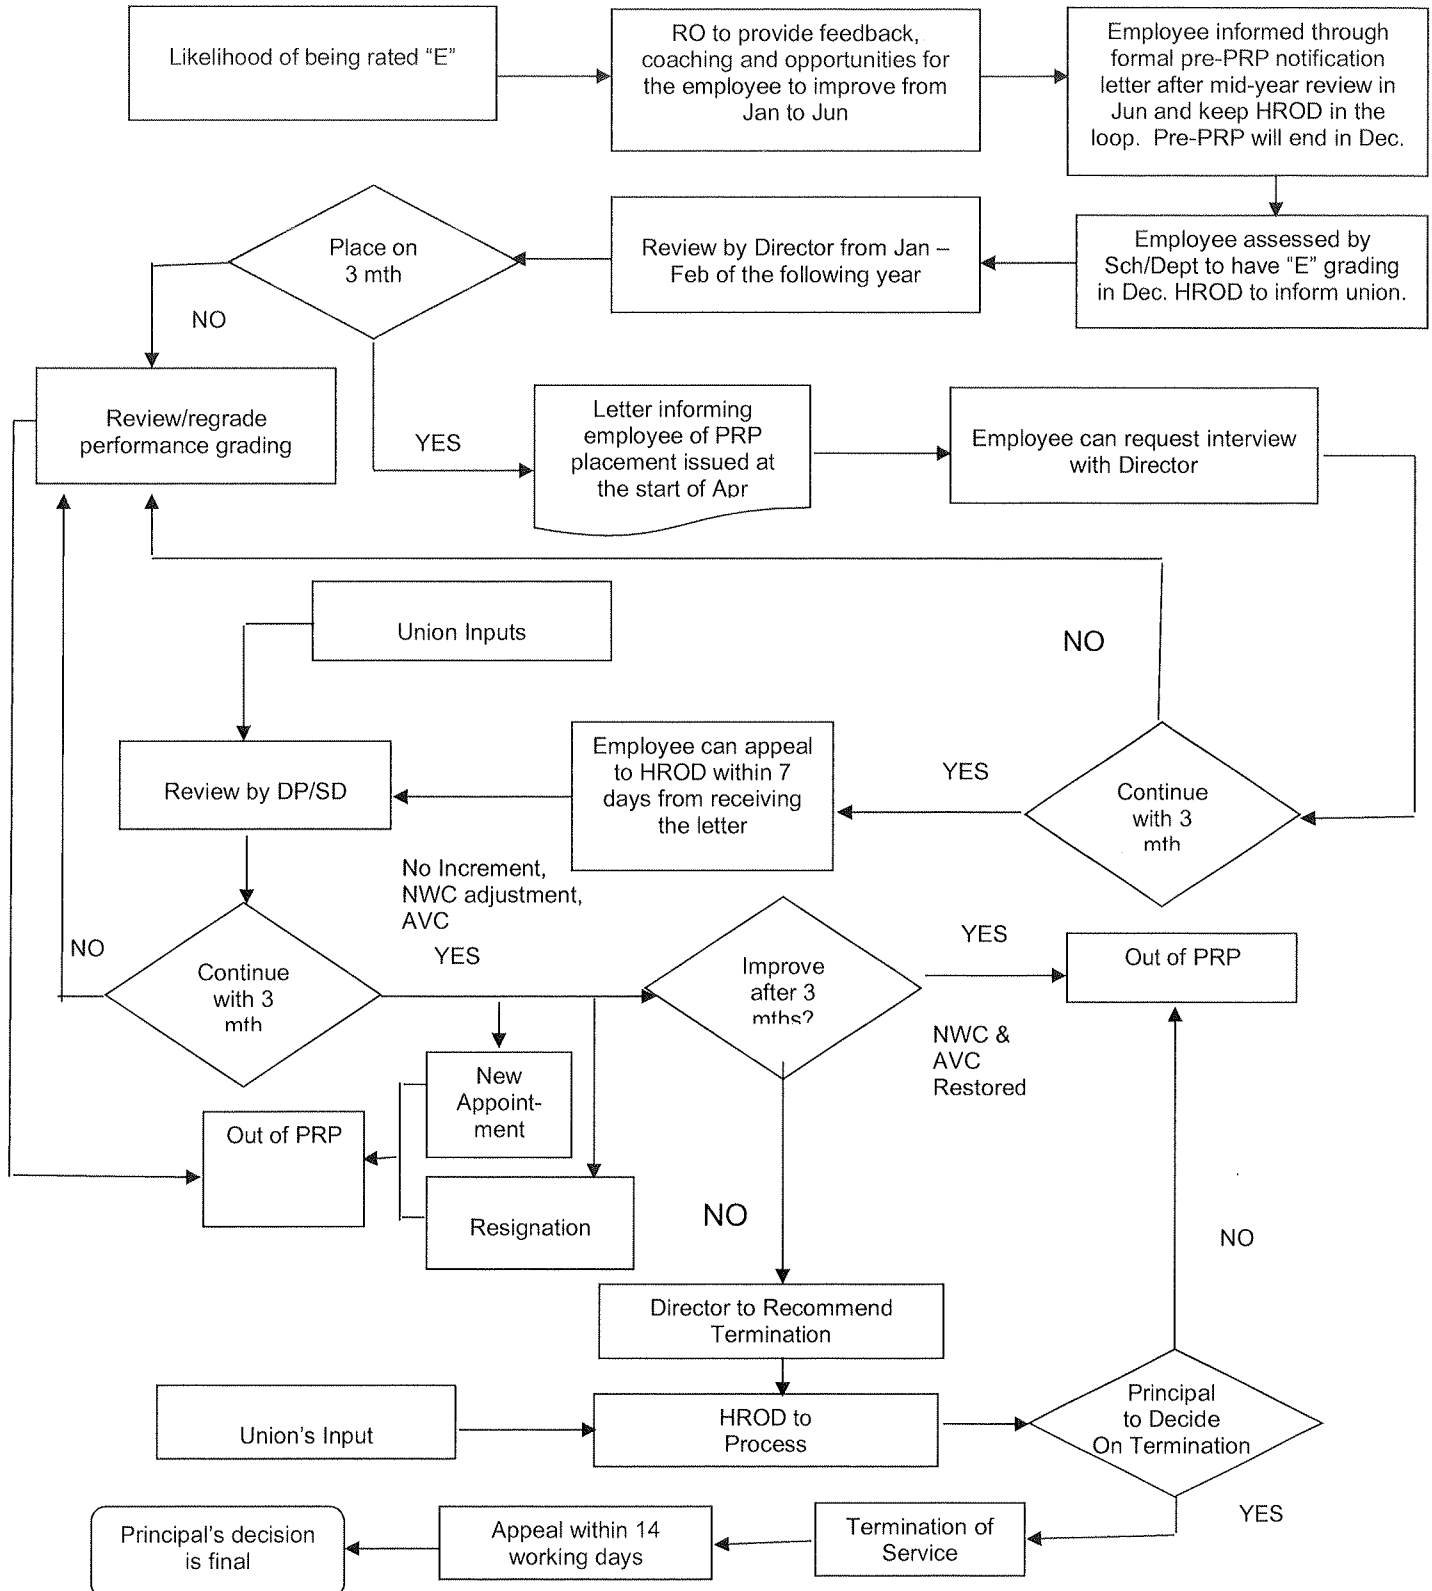 Likelihood of being rated “E”
RO to provide feedback,
coaching and opportunities for
the employee to improve from
Jan to Jun
Employee informed through
formal pre-PRP notification
letter after mid-year review in
Jun and keep HROD in the
loop.  Pre-PRP will end in Dec.
Employee assessed by
Sch/Dept to have “E” grading
in Dec. HROD to inform union.
Review by Director from Jan –
Feb of the following year
Place on
3 mth
NO
YES
Review/regrade
performance grading
Letter informing
employee of PRP
placement issued at
the start of Apr
Employee can request interview
with Director
Union Inputs
NO
Continue
with 3
mth
YES
Employee can appeal
to HROD within 7
days from receiving
the letter
Review by DP/SD
No Increment,
NWC adjustment,
AVC
YES
NO
Continue
with 3
mth
Improve
after 3
mths?
YES
Out of PRP
NWC &
AVC
Restored
New
Appoint-
ment
Out of PRP
Resignation
NO
NO
Director to Recommend
Termination
Union’s Input
HROD to
Process
Principal
to Decide
On Termination
YES
Termination of
Service
Appeal within 14
working days
Principal’s decision
is final